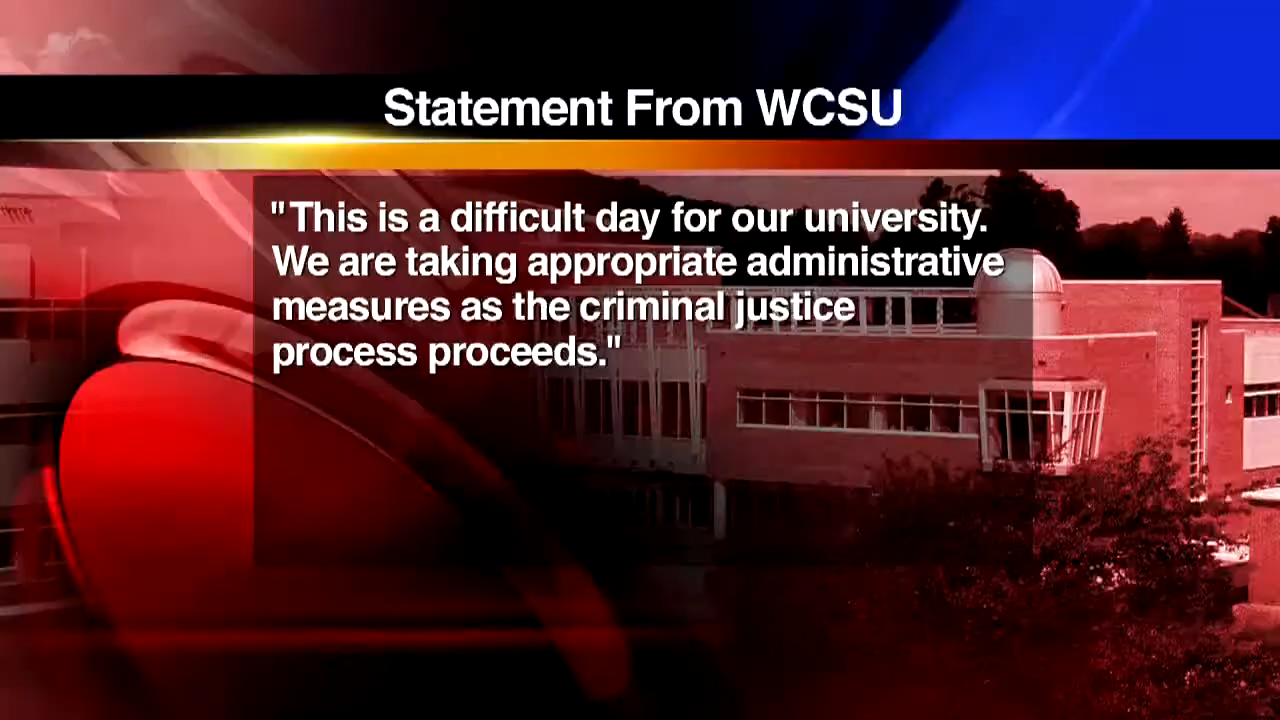 Statement From WCSU
"This is a difficult day for our university.
We are taking appropriate administrative
measures as the criminal justice
process proceeds."